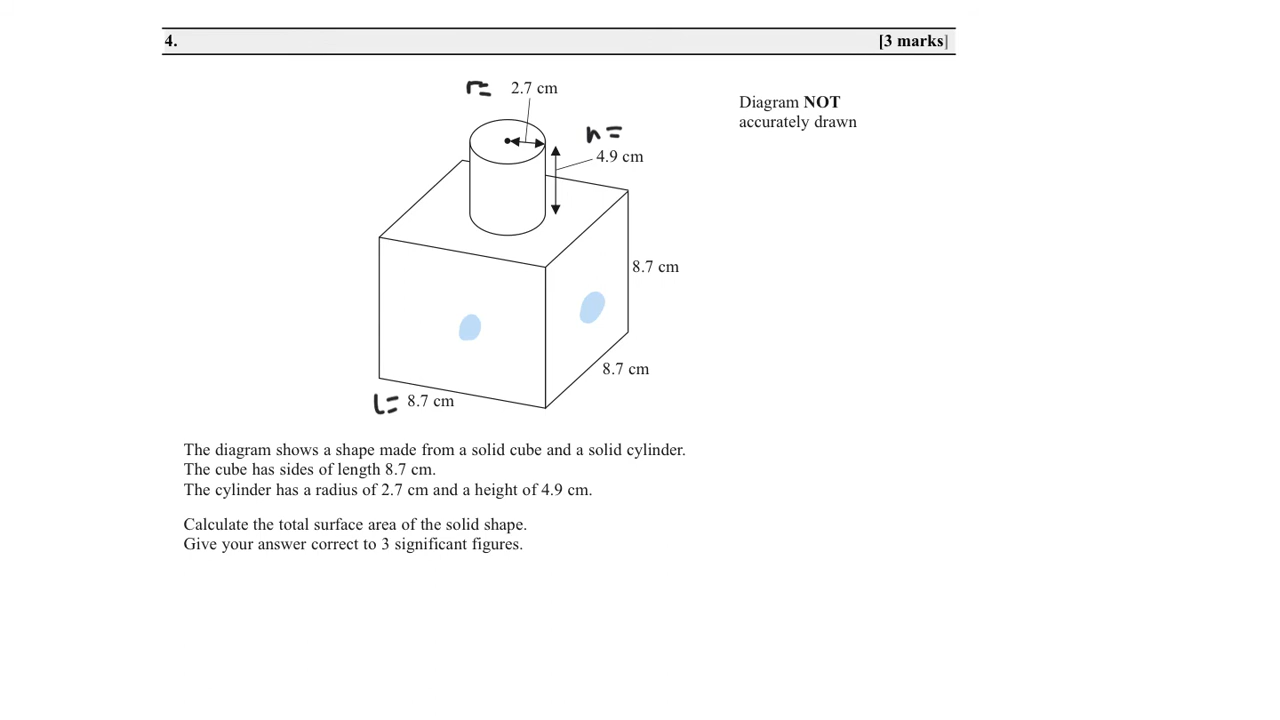 4. [3 marks]
r= 2.7 cm
Diagram NOT
accurately drawn
h=
4.9 cm
8.7 cm
8.7 cm
l= 8.7 cm
The diagram shows a shape made from a solid cube and a solid cylinder.
The cube has sides of length 8.7 cm.
The cylinder has a radius of 2.7 cm and a height of 4.9 cm.
Calculate the total surface area of the solid shape.
Give your answer correct to 3 significant figures.